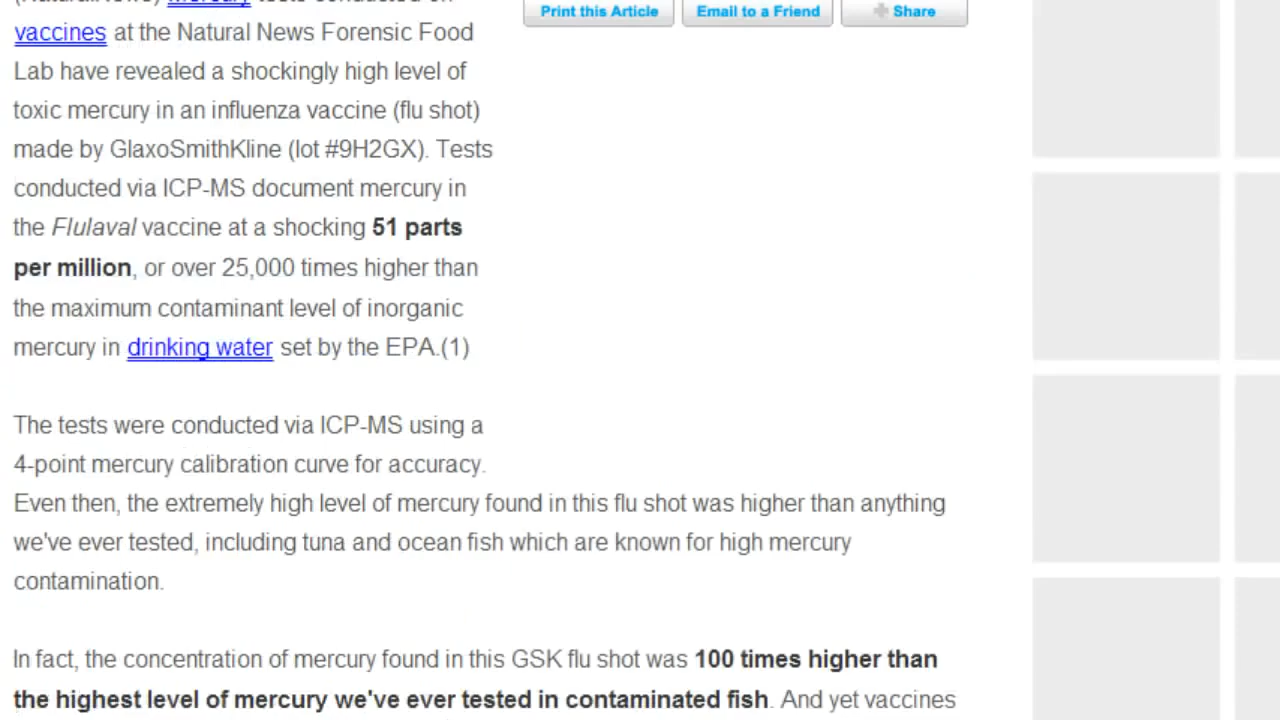 Print this Article
Email to a Friend
Share
vaccines at the Natural News Forensic Food
Lab have revealed a shockingly high level of
toxic mercury in an influenza vaccine (flu shot)
made by GlaxoSmithKline (lot #9H2GX). Tests
conducted via ICP-MS document mercury in
the Flulaval vaccine at a shocking 51 parts
per million, or over 25,000 times higher than
the maximum contaminant level of inorganic
mercury in drinking water set by the EPA.(1)
The tests were conducted via ICP-MS using a
4-point mercury calibration curve for accuracy.
Even then, the extremely high level of mercury found in this flu shot was higher than anything
we've ever tested, including tuna and ocean fish which are known for high mercury
contamination.
In fact, the concentration of mercury found in this GSK flu shot was 100 times higher than
the highest level of mercury we've ever tested in contaminated fish. And yet vaccines